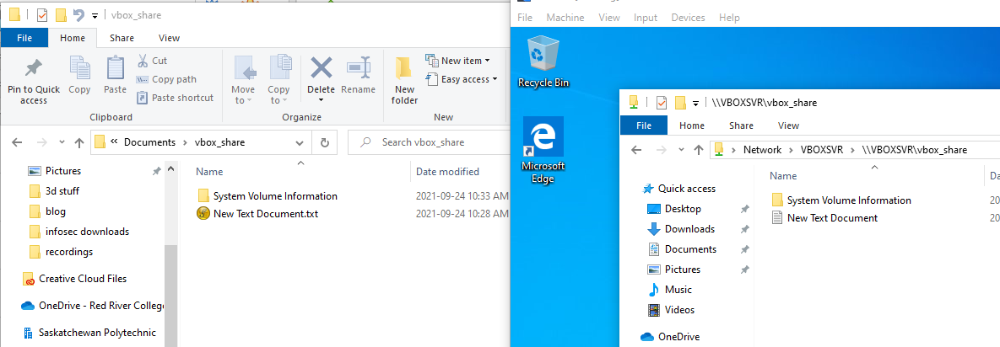 vbox_share
File Home Share View
Pin to Quick access
Copy
Paste
Cut
Copy path
Paste shortcut
Clipboard
Move to
Copy to
Delete
Rename
Organize
New folder
New item
Easy access
New
Documents > vbox_share
Search vbox_share
Pictures
3d stuff
blog
infosec downloads
recordings
Creative Cloud Files
OneDrive - Red River College
Saskatchewan Polytechnic
Name Date modified
System Volume Information 2021-09-24 10:33 AM
New Text Document.txt 2021-09-24 10:28 AM
File Machine View Input Devices Help
Recycle Bin
Microsoft Edge
\\VBOXSVR\vbox_share
File Home Share View
Network > VBOXSVR > \\VBOXSVR\vbox_share
Quick access
Desktop
Downloads
Documents
Pictures
Music
Videos
OneDrive
Name Da
System Volume Information 20
New Text Document 20